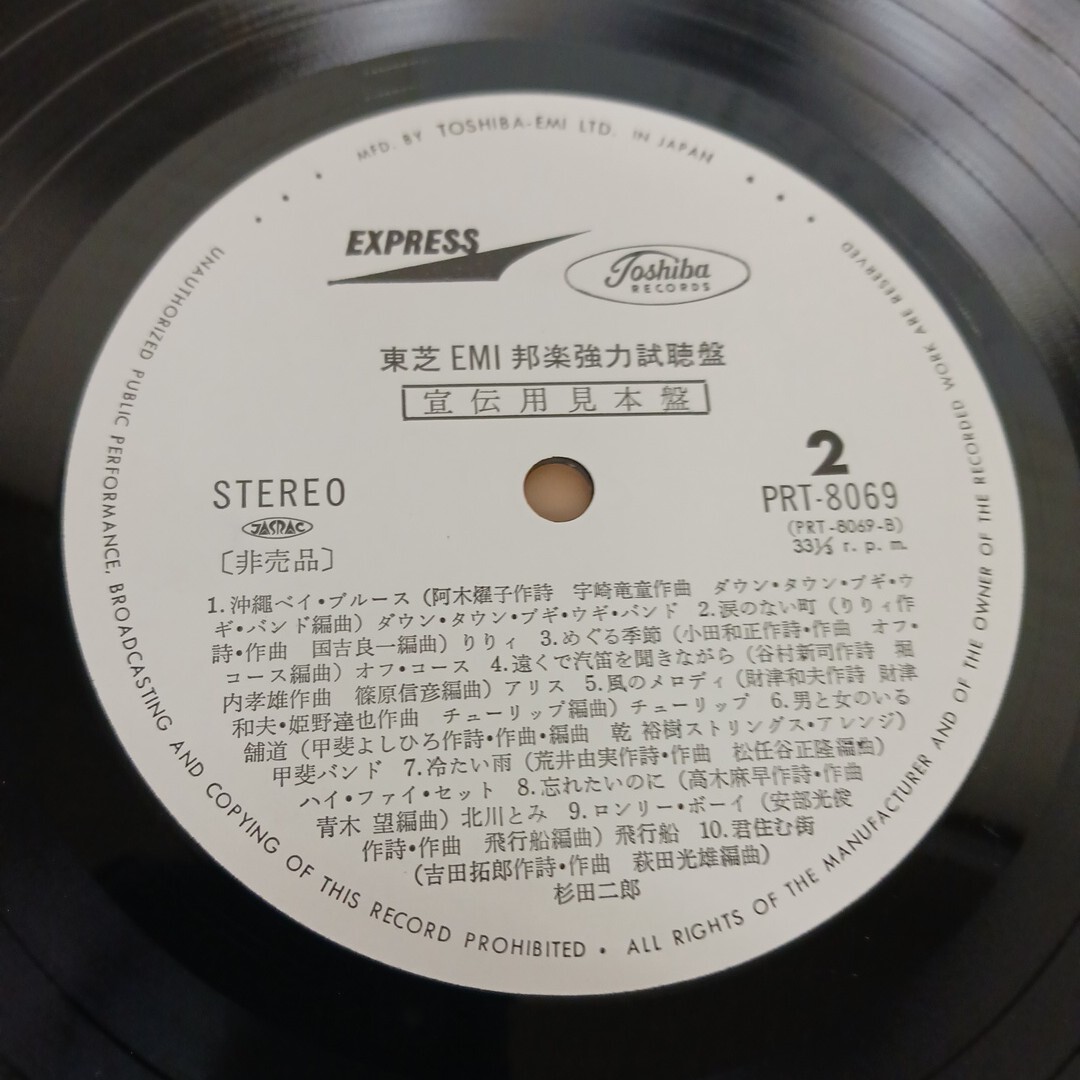 MFD. BY TOSHIBA-EMI LTD. IN JAPAN
EXPRESS
Toshiba
RECORDS
東芝 EMI 邦楽強力試聴盤
宣伝用見本盤
2
STEREO
PRT-8069
JASRAC
(PRT-8069-B)
〔非売品〕
33⅓ r. p. m.
1. 沖縄ベイ・ブルース (阿木燿子作詩 宇崎竜童作曲 ダウン・タウン・ブギ・ウ
ギ・バンド編曲) ダウン・タウン・ブギ・ウギ・バンド 2. 涙のない町 (りりィ作
詩・作曲 国吉良一編曲) りりィ 3. めぐる季節 (小田和正作詩・作曲 オフ・
コース編曲) オフ・コース 4. 遠くで汽笛を聞きながら (谷村新司作詩 堀
内孝雄作曲 篠原信彦編曲) アリス 5. 風のメロディ (財津和夫作詩 財津
和夫・姫野達也作曲 チューリップ編曲) チューリップ 6. 男と女のいる
舗道 (甲斐よしひろ作詩・作曲・編曲 乾 裕樹ストリングス・アレンジ)
甲斐バンド 7. 冷たい雨 (荒井由実作詩・作曲 松任谷正隆編曲)
ハイ・ファイ・セット 8. 忘れたいのに (高木麻早作詩・作曲
青木 望編曲) 北川とみ 9. ロンリー・ボーイ (安部光俊
作詩・作曲 飛行船編曲) 飛行船 10. 君住む街
(吉田拓郎作詩・作曲 萩田光雄編曲)
杉田二郎
UNAUTHORIZED PUBLIC PERFORMANCE, BROADCASTING AND COPYING OF THIS RECORD PROHIBITED • ALL RIGHTS OF THE MANUFACTURER AND OF THE OWNER OF THE RECORDED WORK ARE RESERVED